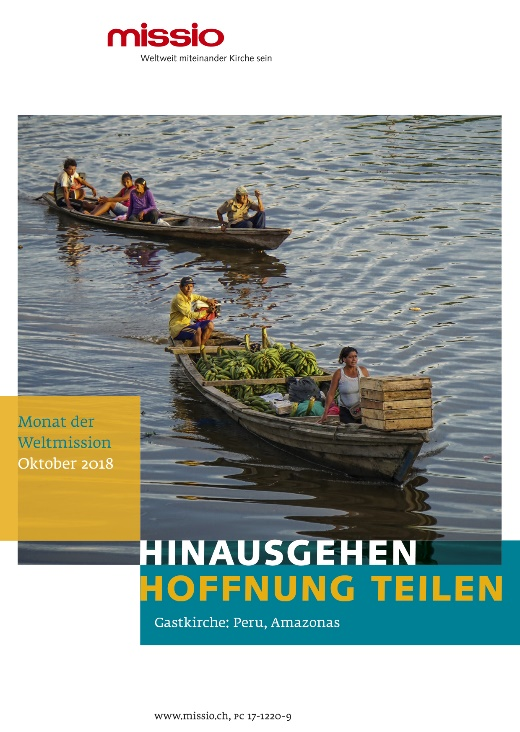 missio
Weltweit miteinander Kirche sein
Monat der
Weltmission
Oktober 2018
HINAUSGEHEN
HOFFNUNG TEILEN
Gastkirche: Peru, Amazonas
www.missio.ch, PC 17-1220-9